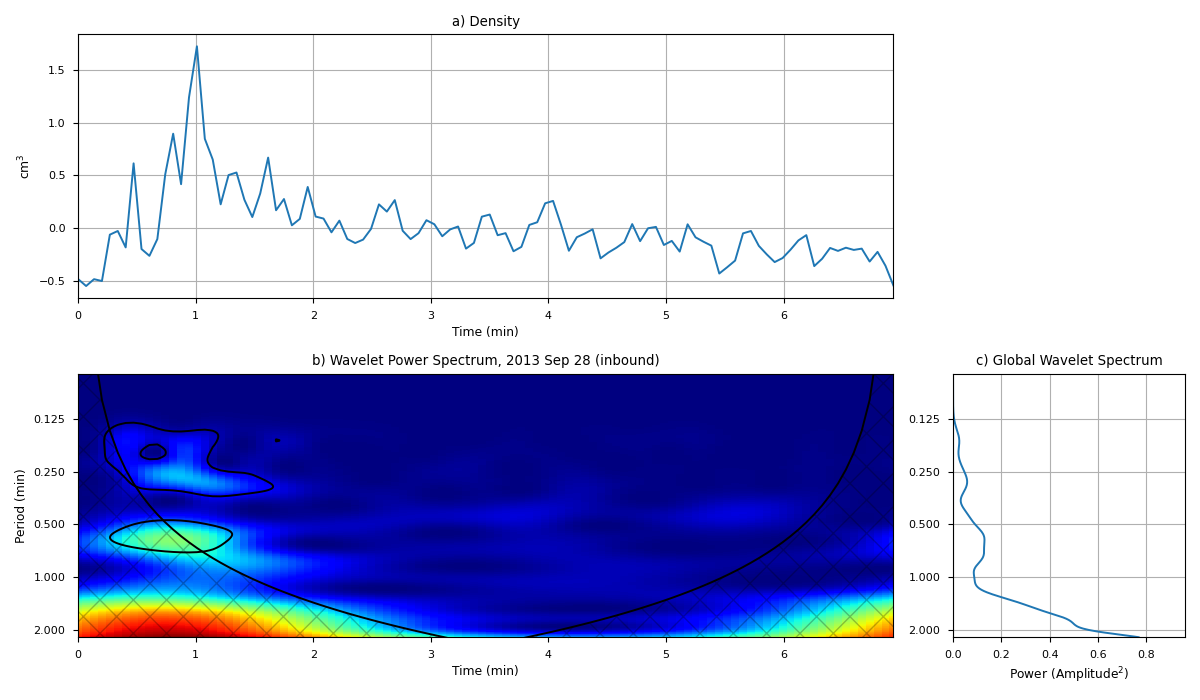 a) Density
1.5
1.0
0.5
0.0
−0.5
cm³
0 1 2 3 4 5 6
Time (min)
b) Wavelet Power Spectrum, 2013 Sep 28 (inbound)
0.125
0.250
0.500
1.000
2.000
Period (min)
0 1 2 3 4 5 6
Time (min)
c) Global Wavelet Spectrum
0.125
0.250
0.500
1.000
2.000
0.0 0.2 0.4 0.6 0.8
Power (Amplitude²)